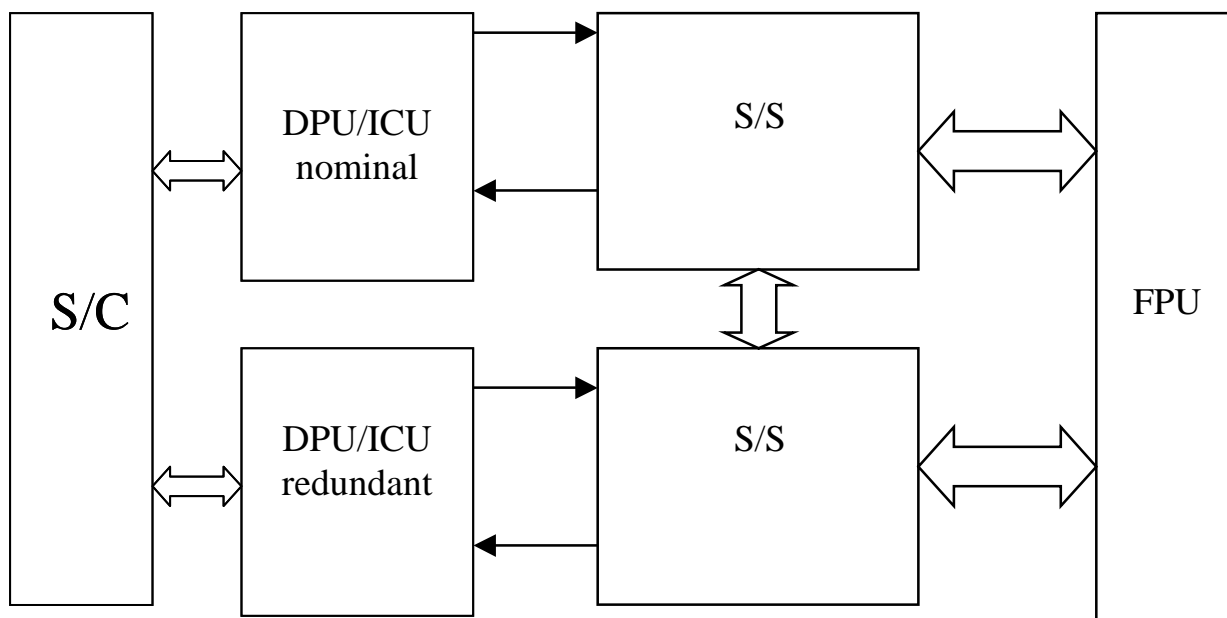 S/C
DPU/ICU
nominal
S/S
FPU
DPU/ICU
redundant
S/S